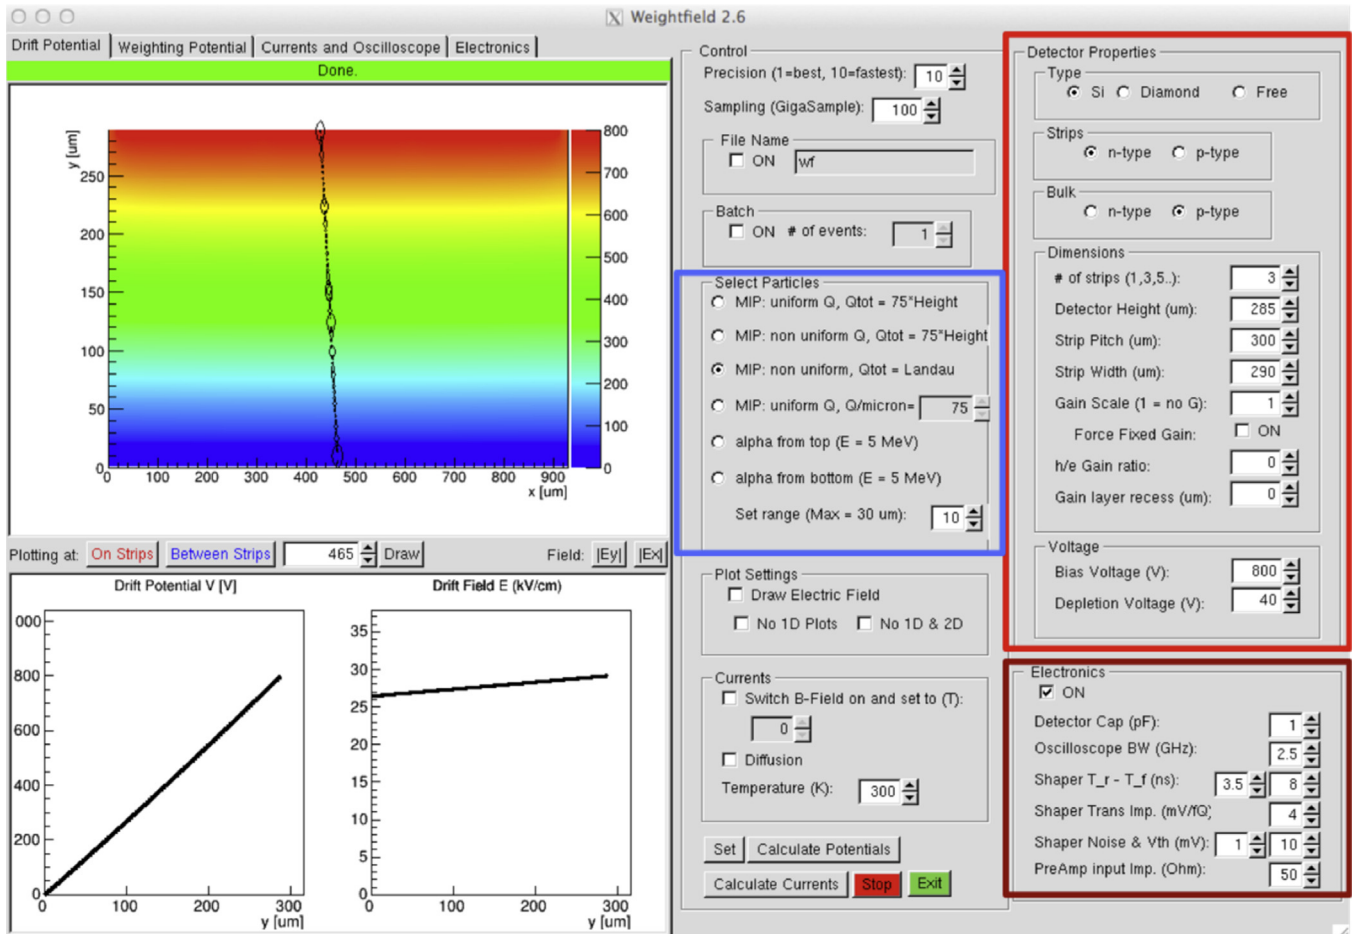 Weightfield 2.6
Drift Potential Weighting Potential Currents and Oscilloscope Electronics
Done.
y [um]
250
200
150
100
50
0
0 100 200 300 400 500 600 700 800 900
x [um]
800
700
600
500
400
300
200
100
0
Plotting at: On Strips Between Strips 465 Draw Field: |Ey| |Ex|
Drift Potential V [V]
000
800
600
400
200
0
0 100 200 300
y [um]
Drift Field E (kV/cm)
35
30
25
20
15
10
5
0
0 100 200 300
y [um]
Control
Precision (1=best, 10=fastest): 10
Sampling (GigaSample): 100
File Name
ON wf
Batch
ON # of events: 1
Select Particles
MIP: uniform Q, Qtot = 75*Height
MIP: non uniform Q, Qtot = 75*Height
MIP: non uniform, Qtot = Landau
MIP: uniform Q, Q/micron= 75
alpha from top (E = 5 MeV)
alpha from bottom (E = 5 MeV)
Set range (Max = 30 um): 10
Plot Settings
Draw Electric Field
No 1D Plots No 1D & 2D
Currents
Switch B-Field on and set to (T):
0
Diffusion
Temperature (K): 300
Set Calculate Potentials
Calculate Currents Stop Exit
Detector Properties
Type
Si Diamond Free
Strips
n-type p-type
Bulk
n-type p-type
Dimensions
# of strips (1,3,5..): 3
Detector Height (um): 285
Strip Pitch (um): 300
Strip Width (um): 290
Gain Scale (1 = no G): 1
Force Fixed Gain: ON
h/e Gain ratio: 0
Gain layer recess (um): 0
Voltage
Bias Voltage (V): 800
Depletion Voltage (V): 40
Electronics
ON
Detector Cap (pF): 1
Oscilloscope BW (GHz): 2.5
Shaper T_r - T_f (ns): 3.5 8
Shaper Trans Imp. (mV/fQ) 4
Shaper Noise & Vth (mV): 1 10
PreAmp input Imp. (Ohm): 50